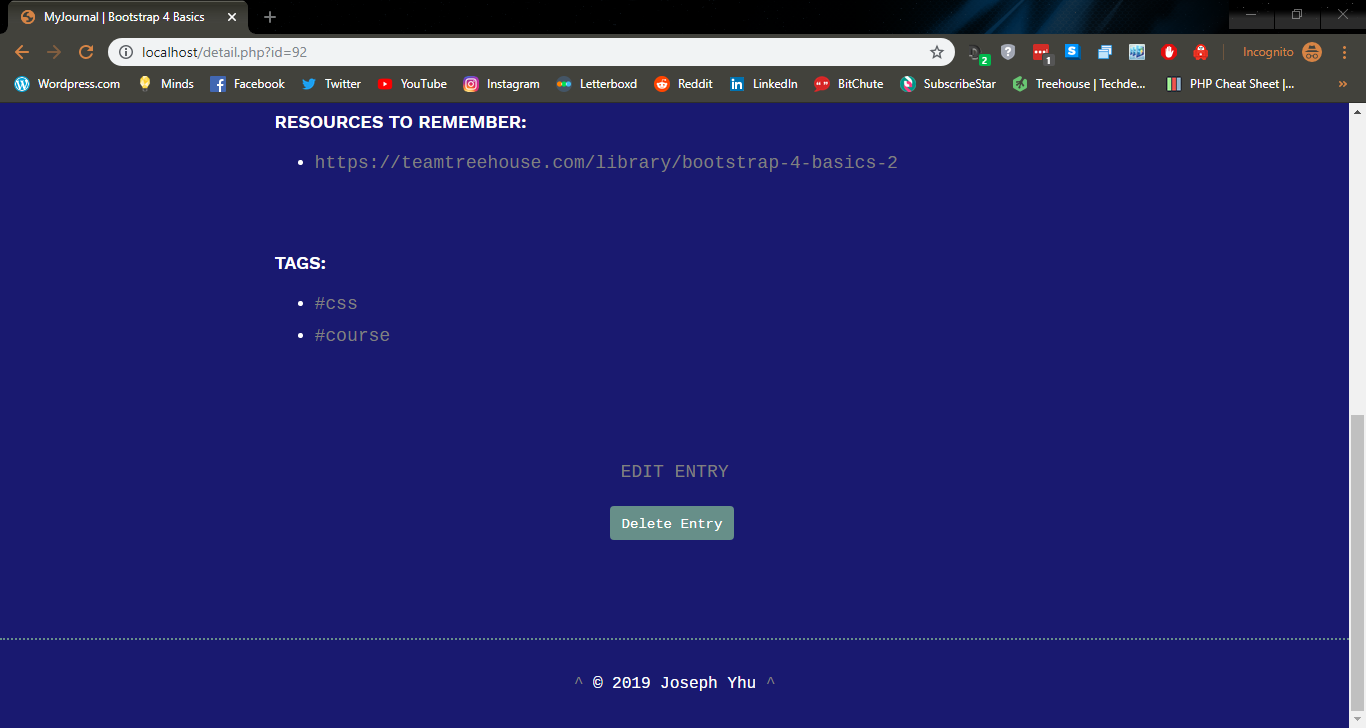 MyJournal | Bootstrap 4 Basics
localhost/detail.php?id=92
2
1
Incognito
Wordpress.com Minds Facebook Twitter YouTube Instagram Letterboxd Reddit LinkedIn BitChute SubscribeStar Treehouse | Techde... PHP Cheat Sheet |... »
RESOURCES TO REMEMBER:
• https://teamtreehouse.com/library/bootstrap-4-basics-2
TAGS:
• #css
• #course
EDIT ENTRY
Delete Entry
^ © 2019 Joseph Yhu ^